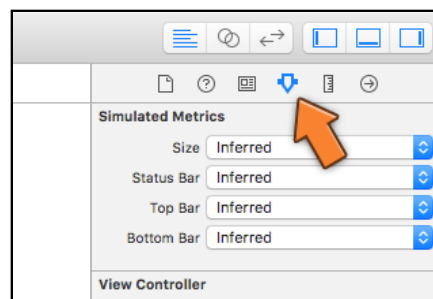 Simulated Metrics
Size Inferred
Status Bar Inferred
Top Bar Inferred
Bottom Bar Inferred
View Controller